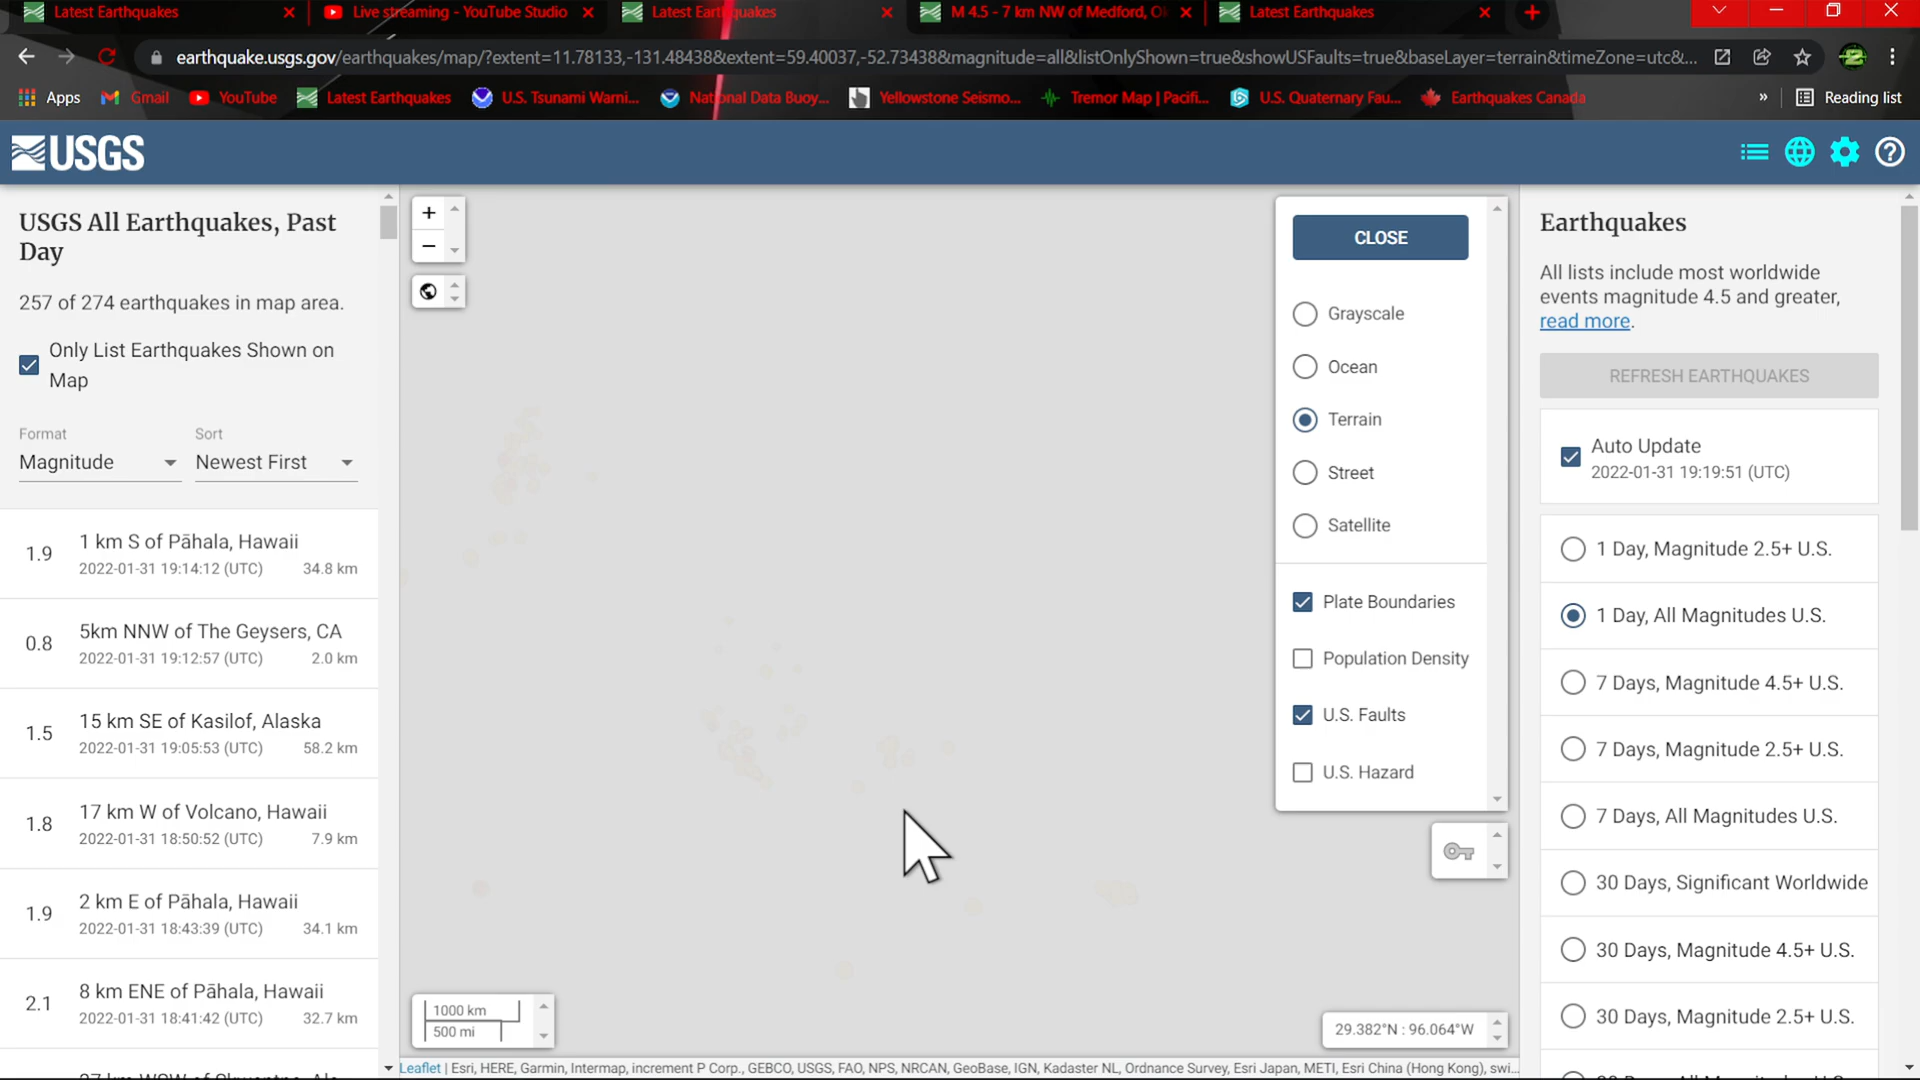 Latest Earthquakes
Live streaming - YouTube Studio
Latest Earthquakes
M 4.5 - 7 km NW of Medford, O
Latest Earthquakes
earthquake.usgs.gov/earthquakes/map/?extent=11.78133,-131.48438&extent=59.40037,-52.73438&magnitude=all&listOnlyShown=true&showUSFaults=true&baseLayer=terrain&timeZone=utc&...
Apps
Gmail
YouTube
Latest Earthquakes
U.S. Tsunami Warni...
National Data Buoy...
Yellowstone Seismo...
Tremor Map | Pacifi...
U.S. Quaternary Fau...
Earthquakes Canada
»
Reading list
USGS
USGS All Earthquakes, Past
Day
257 of 274 earthquakes in map area.
Only List Earthquakes Shown on
Map
Format
Sort
Magnitude
Newest First
1.9
1 km S of Pāhala, Hawaii
2022-01-31 19:14:12 (UTC)
34.8 km
0.8
5km NNW of The Geysers, CA
2022-01-31 19:12:57 (UTC)
2.0 km
1.5
15 km SE of Kasilof, Alaska
2022-01-31 19:05:53 (UTC)
58.2 km
1.8
17 km W of Volcano, Hawaii
2022-01-31 18:50:52 (UTC)
7.9 km
1.9
2 km E of Pāhala, Hawaii
2022-01-31 18:43:39 (UTC)
34.1 km
2.1
8 km ENE of Pāhala, Hawaii
2022-01-31 18:41:42 (UTC)
32.7 km
+
−
CLOSE
Grayscale
Ocean
Terrain
Street
Satellite
Plate Boundaries
Population Density
U.S. Faults
U.S. Hazard
1000 km
500 mi
29.382°N : 96.064°W
Leaflet | Esri, HERE, Garmin, Intermap, increment P Corp., GEBCO, USGS, FAO, NPS, NRCAN, GeoBase, IGN, Kadaster NL, Ordnance Survey, Esri Japan, METI, Esri China (Hong Kong), swi...
Earthquakes
All lists include most worldwide
events magnitude 4.5 and greater,
read more.
REFRESH EARTHQUAKES
Auto Update
2022-01-31 19:19:51 (UTC)
1 Day, Magnitude 2.5+ U.S.
1 Day, All Magnitudes U.S.
7 Days, Magnitude 4.5+ U.S.
7 Days, Magnitude 2.5+ U.S.
7 Days, All Magnitudes U.S.
30 Days, Significant Worldwide
30 Days, Magnitude 4.5+ U.S.
30 Days, Magnitude 2.5+ U.S.